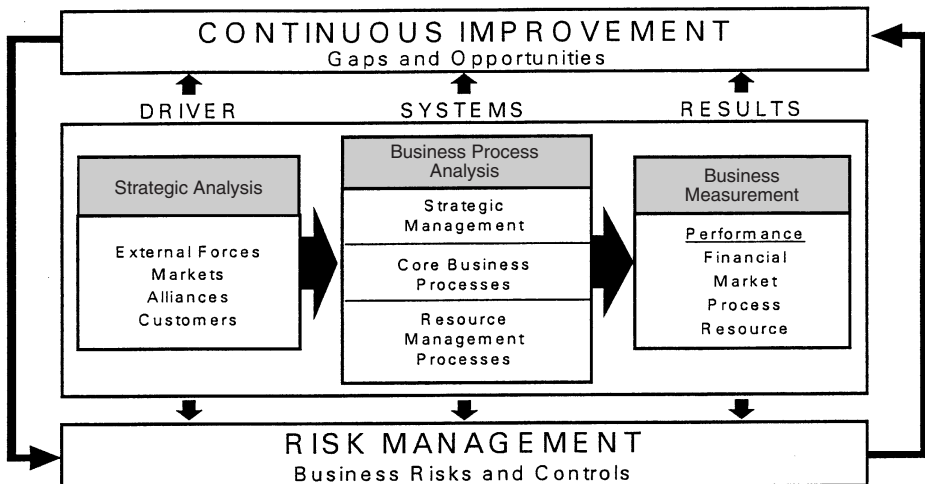 CONTINUOUS IMPROVEMENT
Gaps and Opportunities
DRIVER
SYSTEMS
RESULTS
Strategic Analysis
External Forces
Markets
Alliances
Customers
Business Process
Analysis
Strategic
Management
Core Business
Processes
Resource
Management
Processes
Business
Measurement
Performance
Financial
Market
Process
Resource
RISK MANAGEMENT
Business Risks and Controls